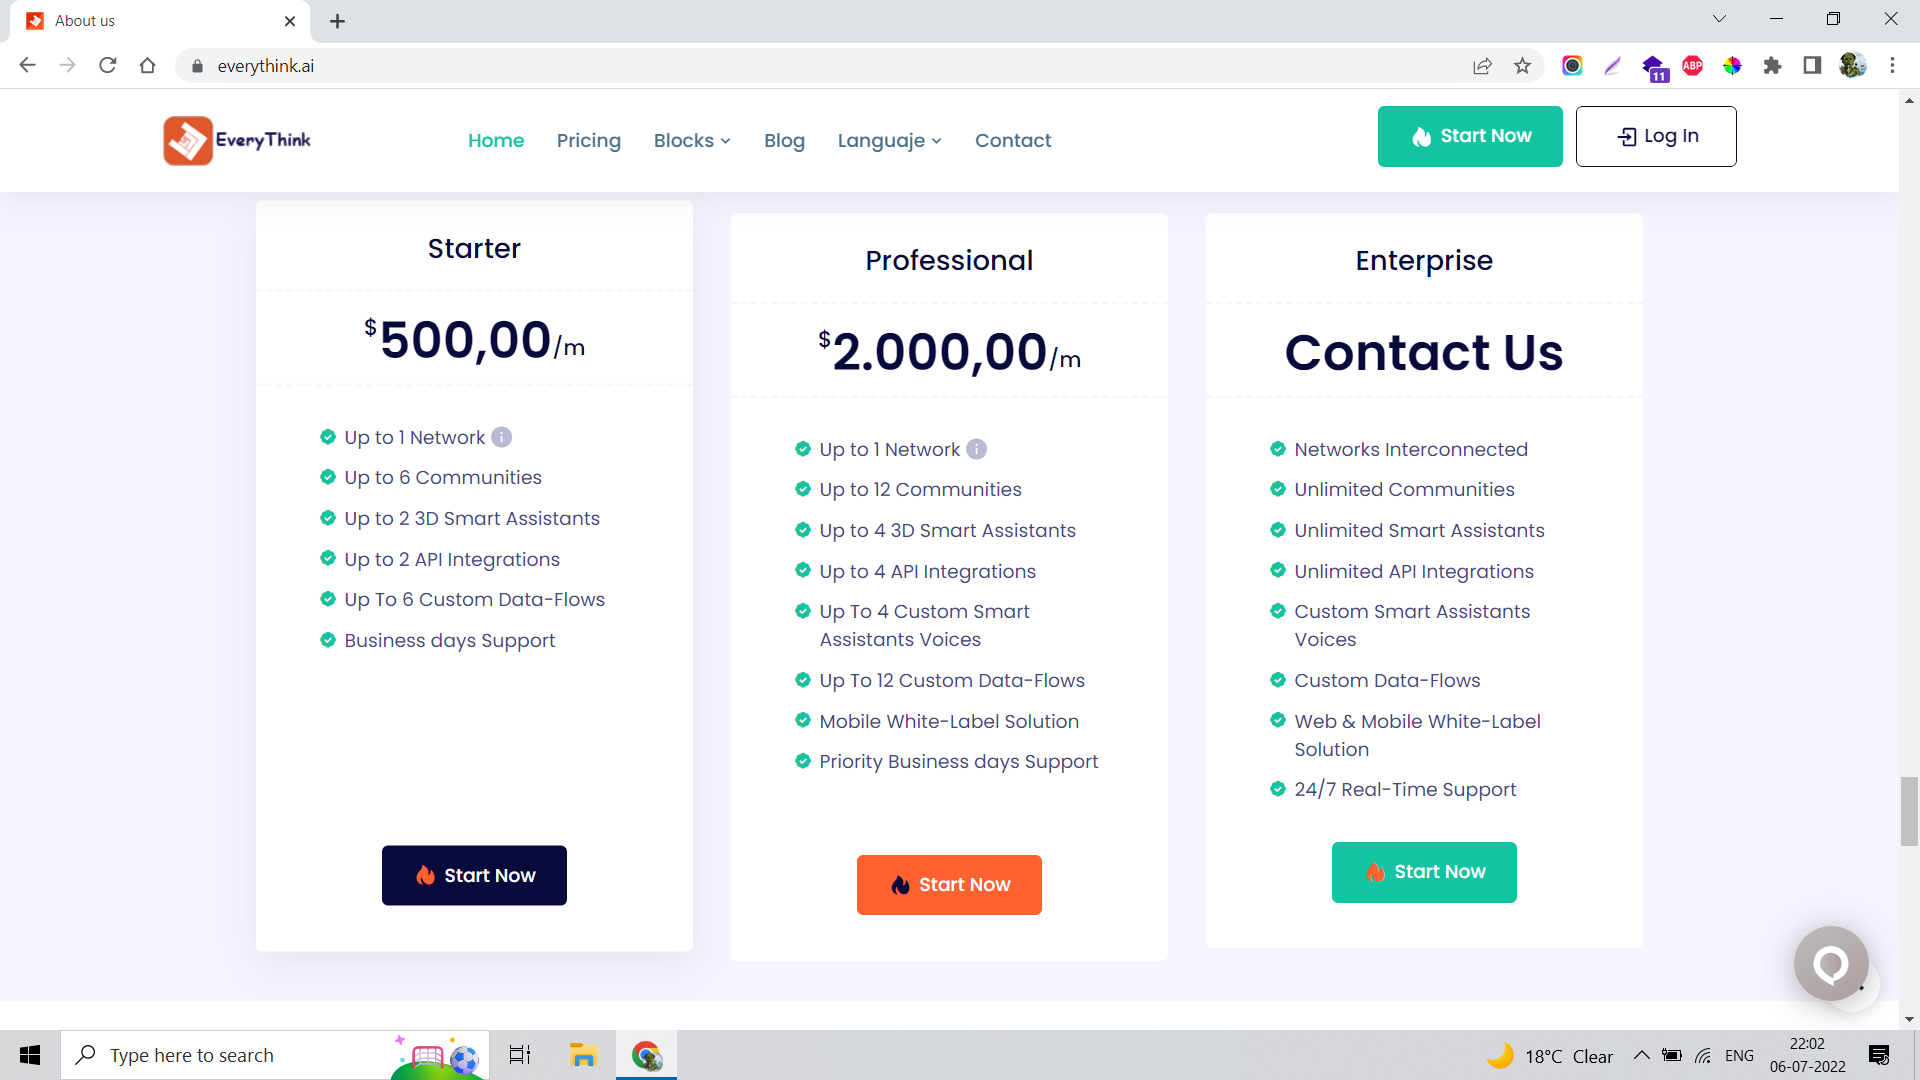 About us
everythink.ai
11
ABP
EveryThink
Home
Pricing
Blocks
Blog
Languaje
Contact
Start Now
Log In
Starter
$500,00/m
Up to 1 Network
Up to 6 Communities
Up to 2 3D Smart Assistants
Up to 2 API Integrations
Up To 6 Custom Data-Flows
Business days Support
Start Now
Professional
$2.000,00/m
Up to 1 Network
Up to 12 Communities
Up to 4 3D Smart Assistants
Up to 4 API Integrations
Up To 4 Custom Smart
Assistants Voices
Up To 12 Custom Data-Flows
Mobile White-Label Solution
Priority Business days Support
Start Now
Enterprise
Contact Us
Networks Interconnected
Unlimited Communities
Unlimited Smart Assistants
Unlimited API Integrations
Custom Smart Assistants
Voices
Custom Data-Flows
Web & Mobile White-Label
Solution
24/7 Real-Time Support
Start Now
Type here to search
18°C Clear
ENG
22:02
06-07-2022